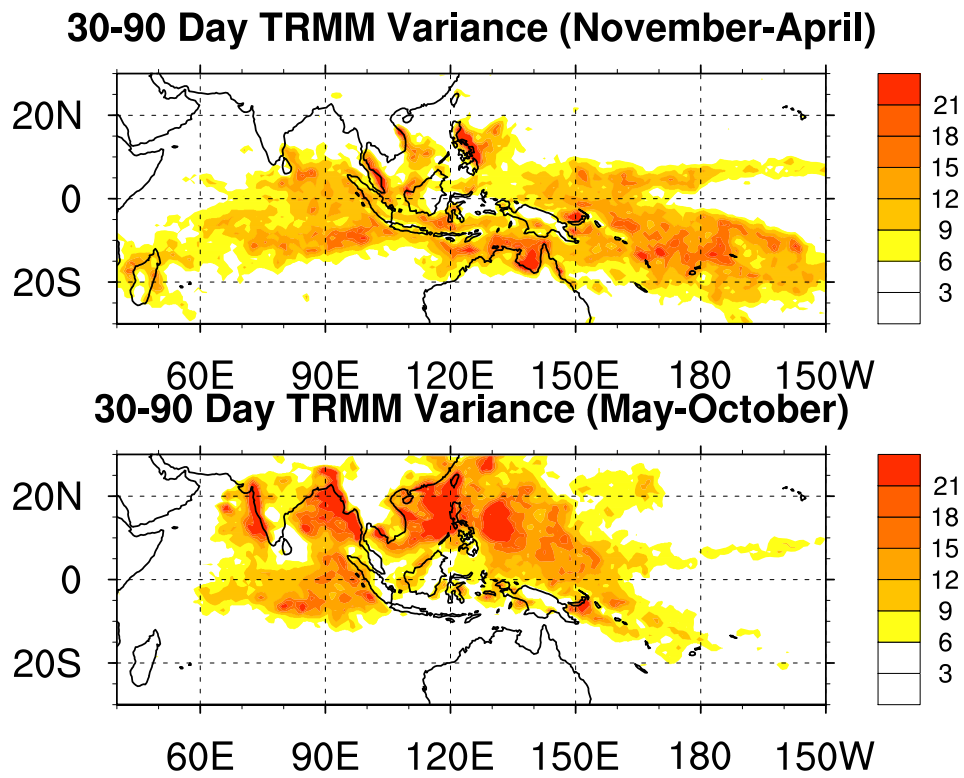 30-90 Day TRMM Variance (November-April)
20N
0
20S
60E 90E 120E 150E 180 150W
21
18
15
12
9
6
3
30-90 Day TRMM Variance (May-October)
20N
0
20S
60E 90E 120E 150E 180 150W
21
18
15
12
9
6
3